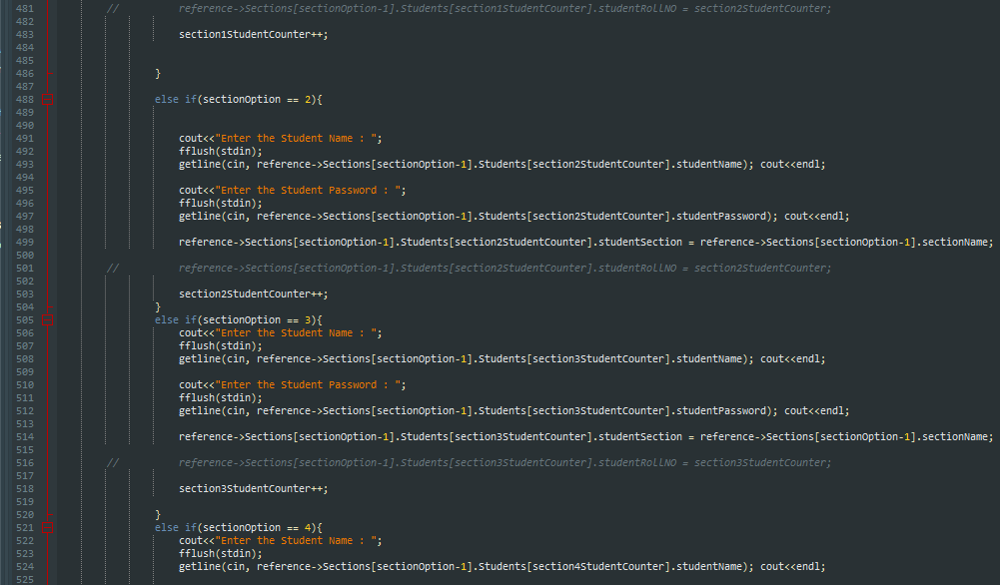 481 // reference->Sections[sectionOption-1].Students[section1StudentCounter].studentRollNO = section2StudentCounter;
482
483 section1StudentCounter++;
484
485
486 }
487
488 else if(sectionOption == 2){
489
490
491 cout<<"Enter the Student Name : ";
492 fflush(stdin);
493 getline(cin, reference->Sections[sectionOption-1].Students[section2StudentCounter].studentName); cout<<endl;
494
495 cout<<"Enter the Student Password : ";
496 fflush(stdin);
497 getline(cin, reference->Sections[sectionOption-1].Students[section2StudentCounter].studentPassword); cout<<endl;
498
499 reference->Sections[sectionOption-1].Students[section2StudentCounter].studentSection = reference->Sections[sectionOption-1].sectionName;
500
501 // reference->Sections[sectionOption-1].Students[section2StudentCounter].studentRollNO = section2StudentCounter;
502
503 section2StudentCounter++;
504 }
505 else if(sectionOption == 3){
506 cout<<"Enter the Student Name : ";
507 fflush(stdin);
508 getline(cin, reference->Sections[sectionOption-1].Students[section3StudentCounter].studentName); cout<<endl;
509
510 cout<<"Enter the Student Password : ";
511 fflush(stdin);
512 getline(cin, reference->Sections[sectionOption-1].Students[section3StudentCounter].studentPassword); cout<<endl;
513
514 reference->Sections[sectionOption-1].Students[section3StudentCounter].studentSection = reference->Sections[sectionOption-1].sectionName;
515
516 // reference->Sections[sectionOption-1].Students[section3StudentCounter].studentRollNO = section3StudentCounter;
517
518 section3StudentCounter++;
519
520 }
521 else if(sectionOption == 4){
522 cout<<"Enter the Student Name : ";
523 fflush(stdin);
524 getline(cin, reference->Sections[sectionOption-1].Students[section4StudentCounter].studentName); cout<<endl;
525